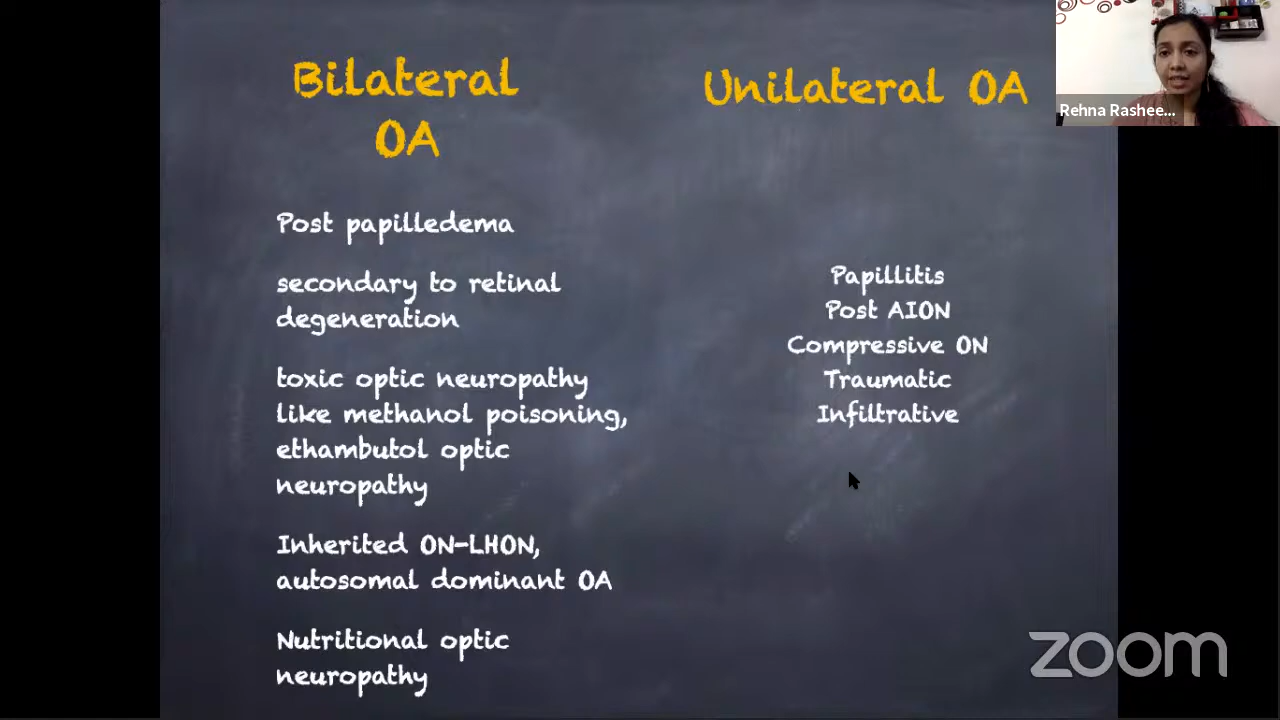 Bilateral
OA
Post papilledema
secondary to retinal
degeneration
toxic optic neuropathy
like methanol poisoning,
ethambutol optic
neuropathy
Inherited ON-LHON,
autosomal dominant OA
Nutritional optic
neuropathy
Unilateral OA
Papillitis
Post AION
Compressive ON
Traumatic
Infiltrative
Rehna Rashee...
zoom